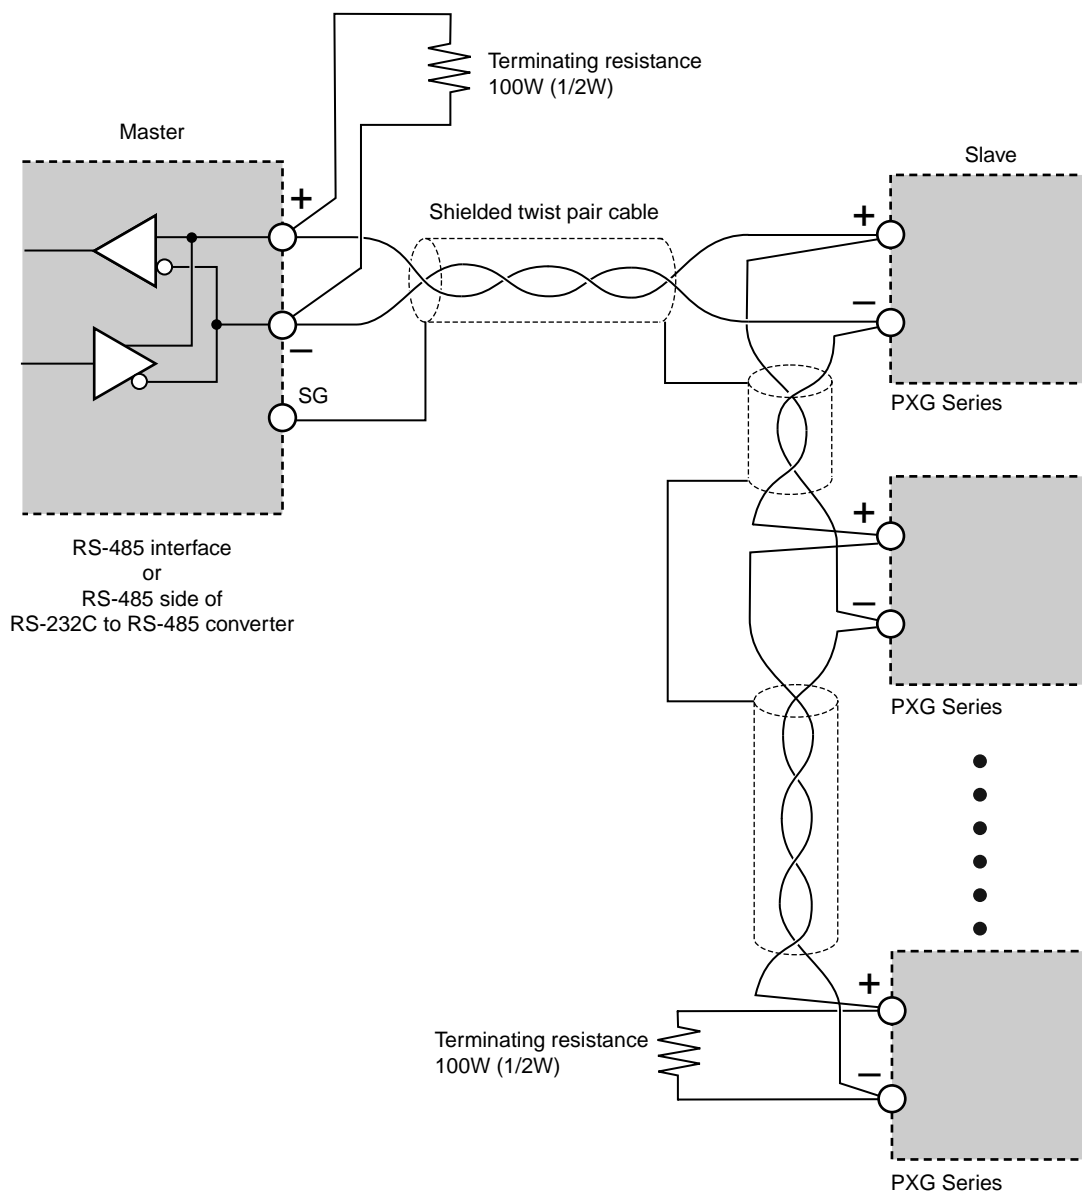 Terminating resistance
100W (1/2W)
Master
Slave
+
Shielded twist pair cable
+
−
−
SG
PXG Series
+
RS-485 interface
or
RS-485 side of
RS-232C to RS-485 converter
−
PXG Series
+
Terminating resistance
100W (1/2W)
−
PXG Series